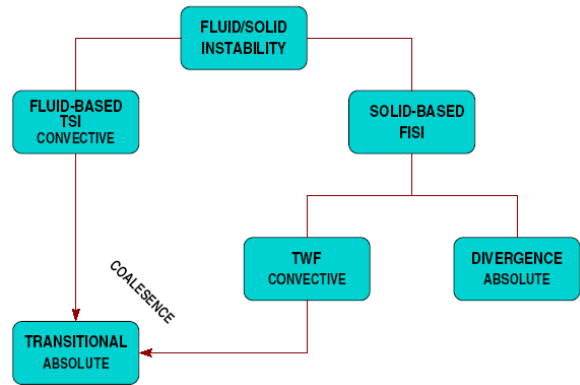 FLUID/SOLID
INSTABILITY
FLUID-BASED
TSI
CONVECTIVE
SOLID-BASED
FISI
TWF
CONVECTIVE
DIVERGENCE
ABSOLUTE
COALESENCE
TRANSITIONAL
ABSOLUTE